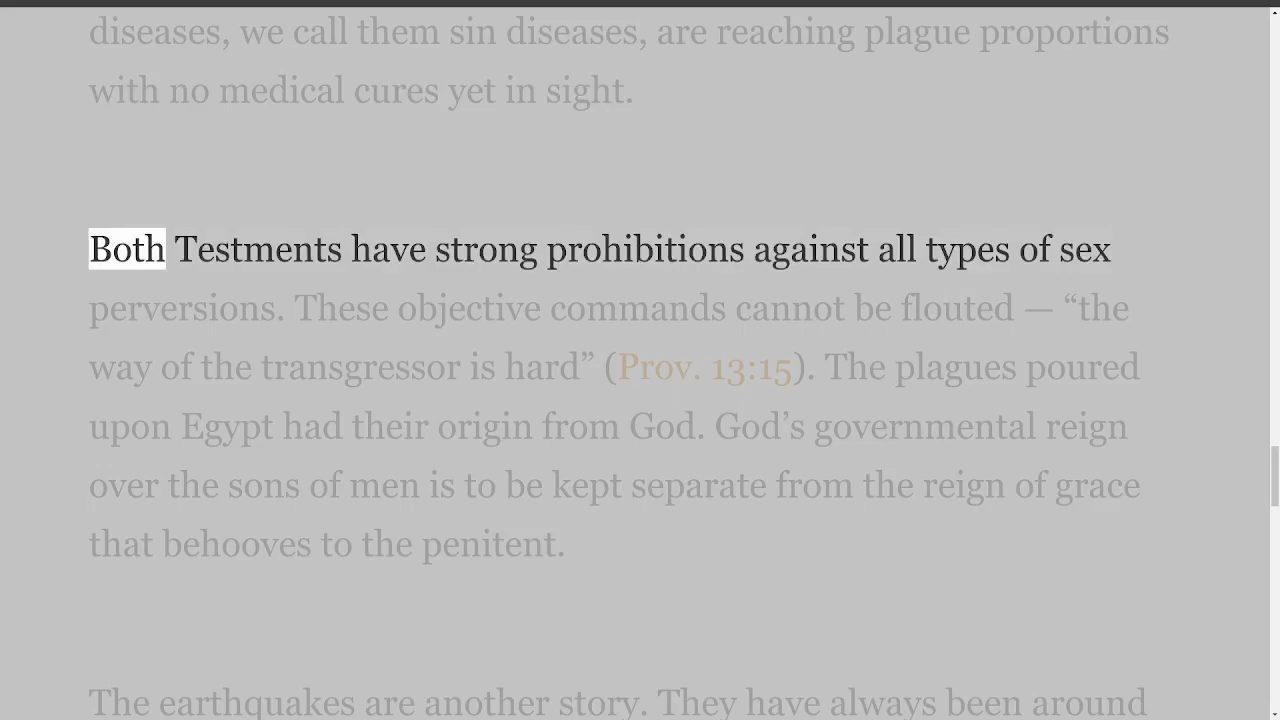 diseases, we call them sin diseases, are reaching plague proportions
with no medical cures yet in sight.
Both Testments have strong prohibitions against all types of sex
perversions. These objective commands cannot be flouted — “the
way of the transgressor is hard” (Prov. 13:15). The plagues poured
upon Egypt had their origin from God. God’s governmental reign
over the sons of men is to be kept separate from the reign of grace
that behooves to the penitent.
The earthquakes are another story. They have always been around